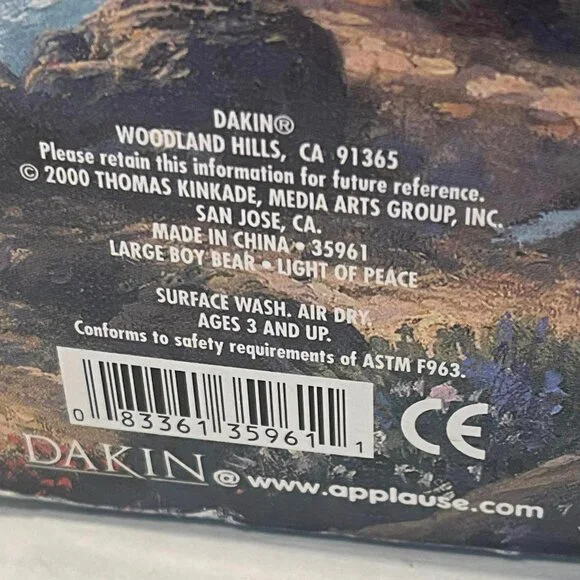 DAKIN®
WOODLAND HILLS, CA 91365
Please retain this information for future reference.
© 2000 THOMAS KINKADE, MEDIA ARTS GROUP, INC.
SAN JOSE, CA.
MADE IN CHINA • 35961
LARGE BOY BEAR • LIGHT OF PEACE
SURFACE WASH. AIR DRY.
AGES 3 AND UP.
Conforms to safety requirements of ASTM F963.
0 83361 35961 1
CE
DAKIN @ www.applause.com